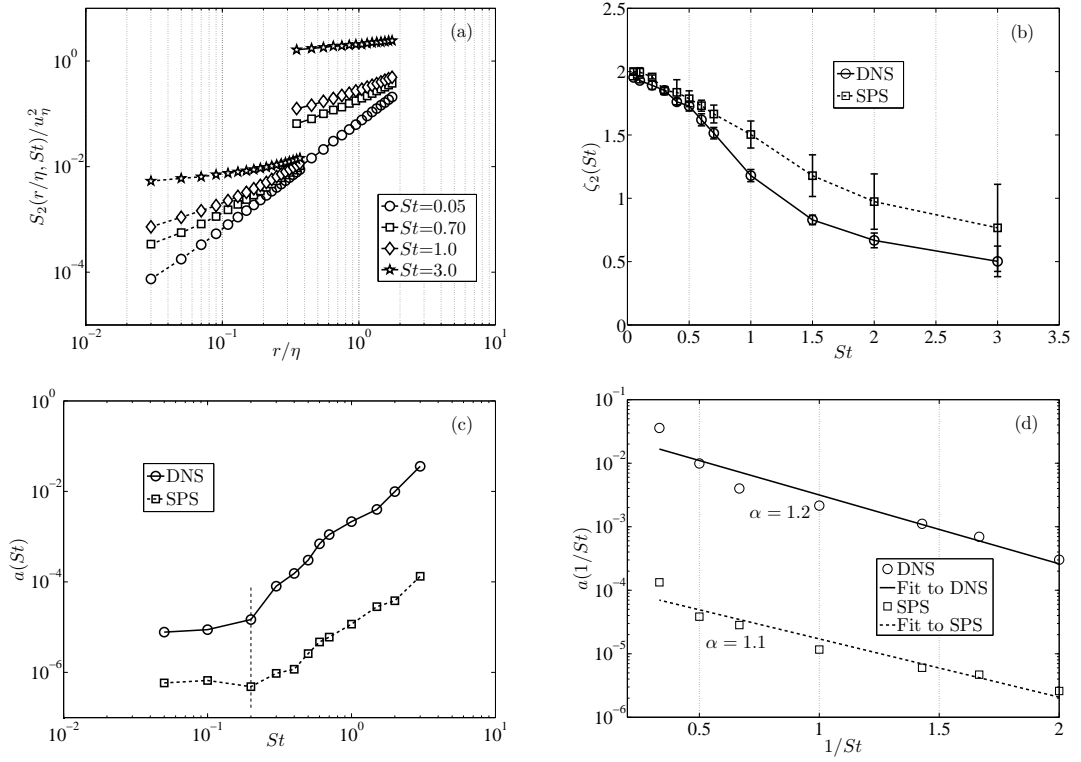 (a)
10^0
10^−2
10^−4
S_2(r/η, St)/u_η^2
10^−2
10^−1
10^0
10^1
r/η
St=0.05
St=0.70
St=1.0
St=3.0
(b)
2.5
2
1.5
1
0.5
0
ζ_2(St)
0
0.5
1
1.5
2
2.5
3
3.5
St
DNS
SPS
(c)
10^0
10^−2
10^−4
10^−6
a(St)
10^−2
10^−1
10^0
10^1
St
DNS
SPS
(d)
10^−1
10^−2
10^−3
10^−4
10^−5
10^−6
a(1/St)
0.5
1
1.5
2
1/St
α = 1.2
α = 1.1
DNS
Fit to DNS
SPS
Fit to SPS